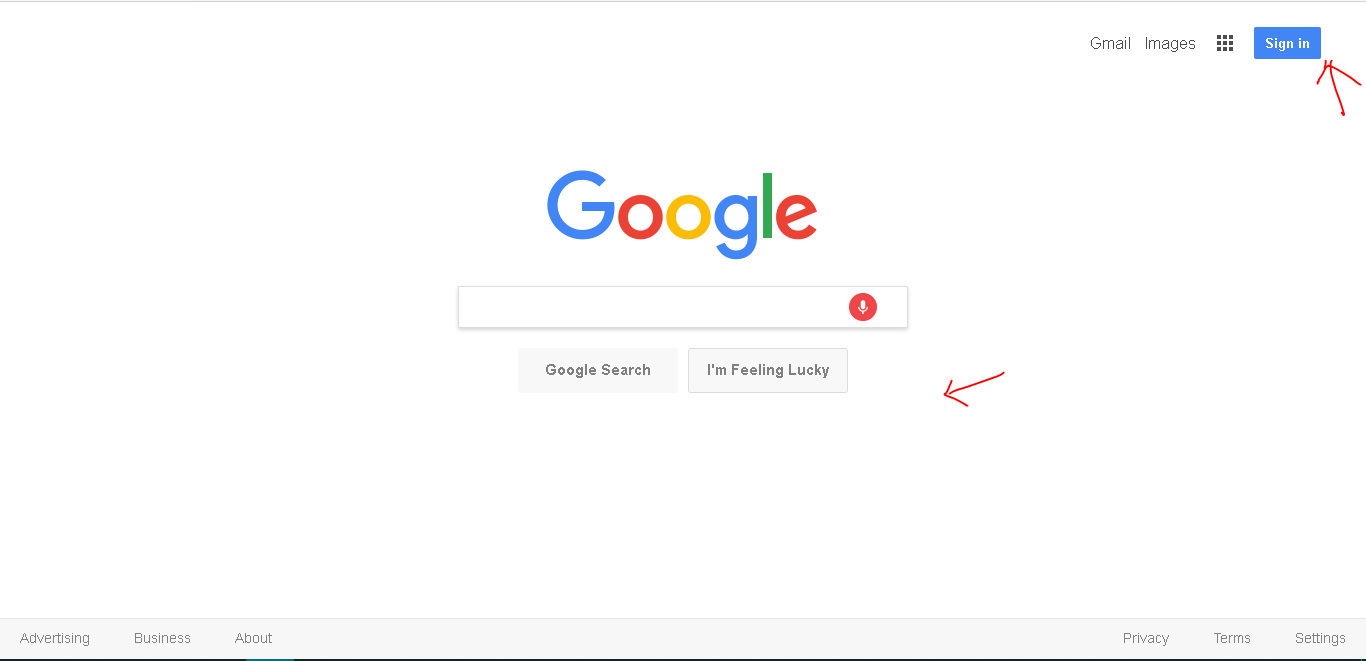 Gmail Images Sign in
Google
Google Search I'm Feeling Lucky
Advertising Business About Privacy Terms Settings